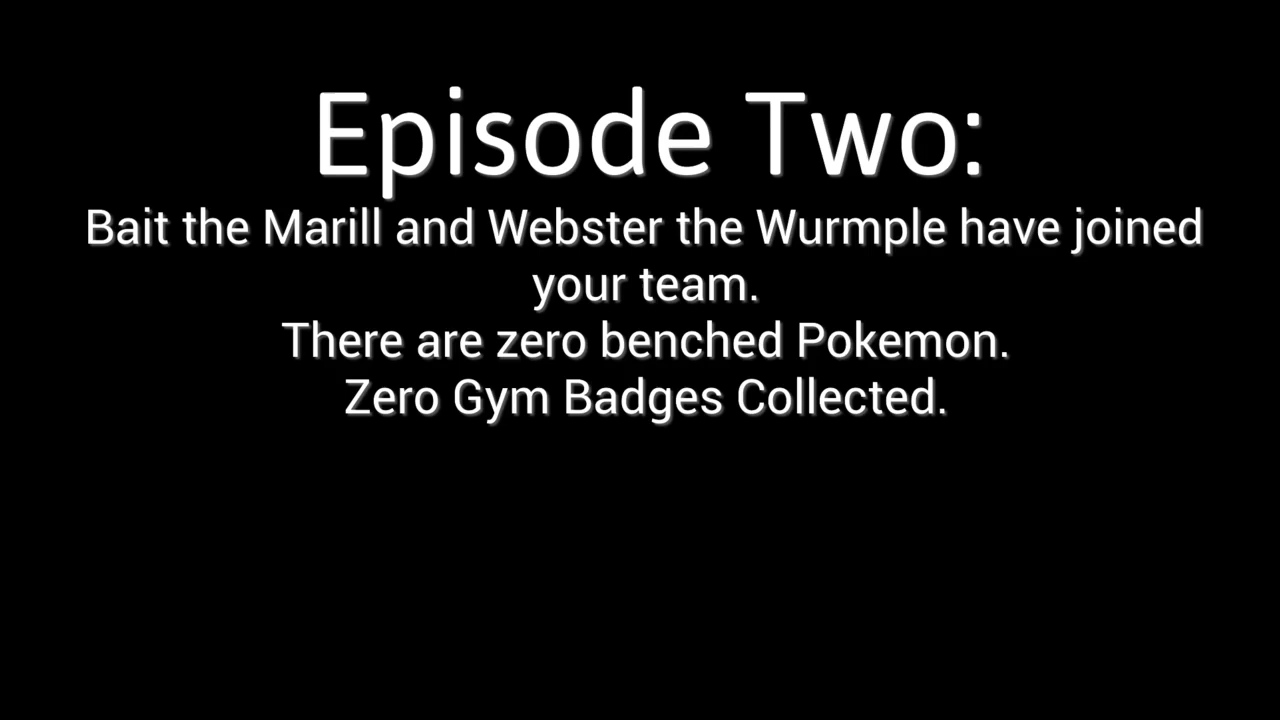 Episode Two:
Bait the Marill and Webster the Wurmple have joined
your team.
There are zero benched Pokemon.
Zero Gym Badges Collected.